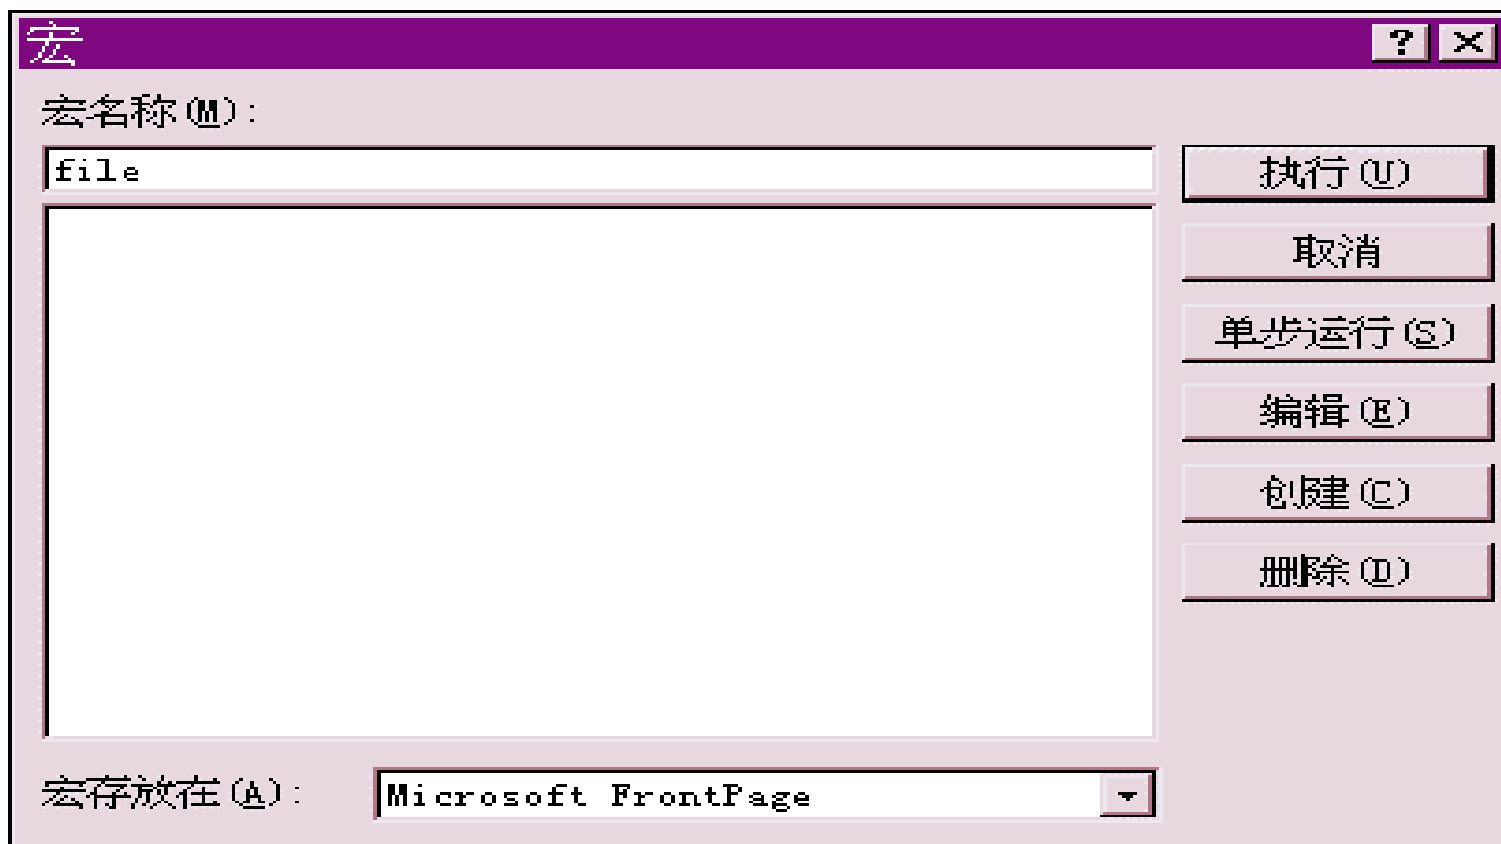 宏
宏名称(M):
file
执行(U)
取消
单步运行(S)
编辑(E)
创建(C)
删除(D)
宏存放在(A):
Microsoft FrontPage